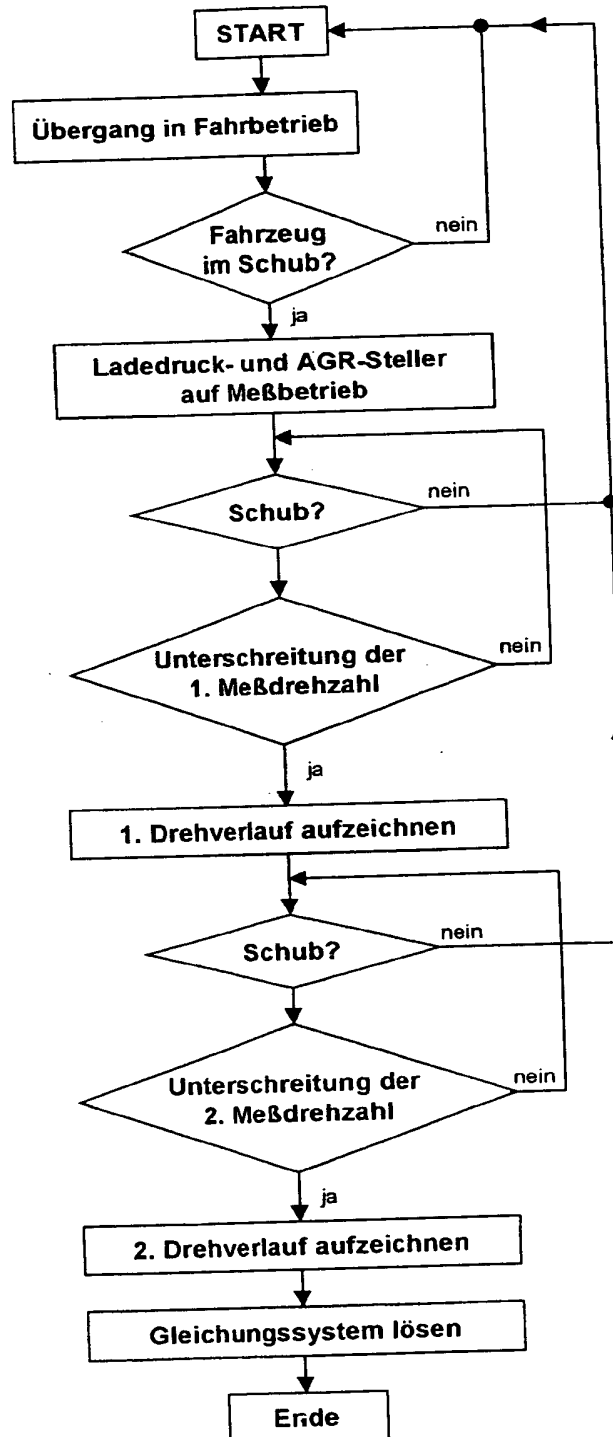 START
Übergang in Fahrbetrieb
Fahrzeug
im Schub?
nein
ja
Ladedruck- und AGR-Steller
auf Meßbetrieb
Schub?
nein
Unterschreitung der
1. Meßdrehzahl
nein
ja
1. Drehverlauf aufzeichnen
Schub?
nein
Unterschreitung der
2. Meßdrehzahl
nein
ja
2. Drehverlauf aufzeichnen
Gleichungssystem lösen
Ende